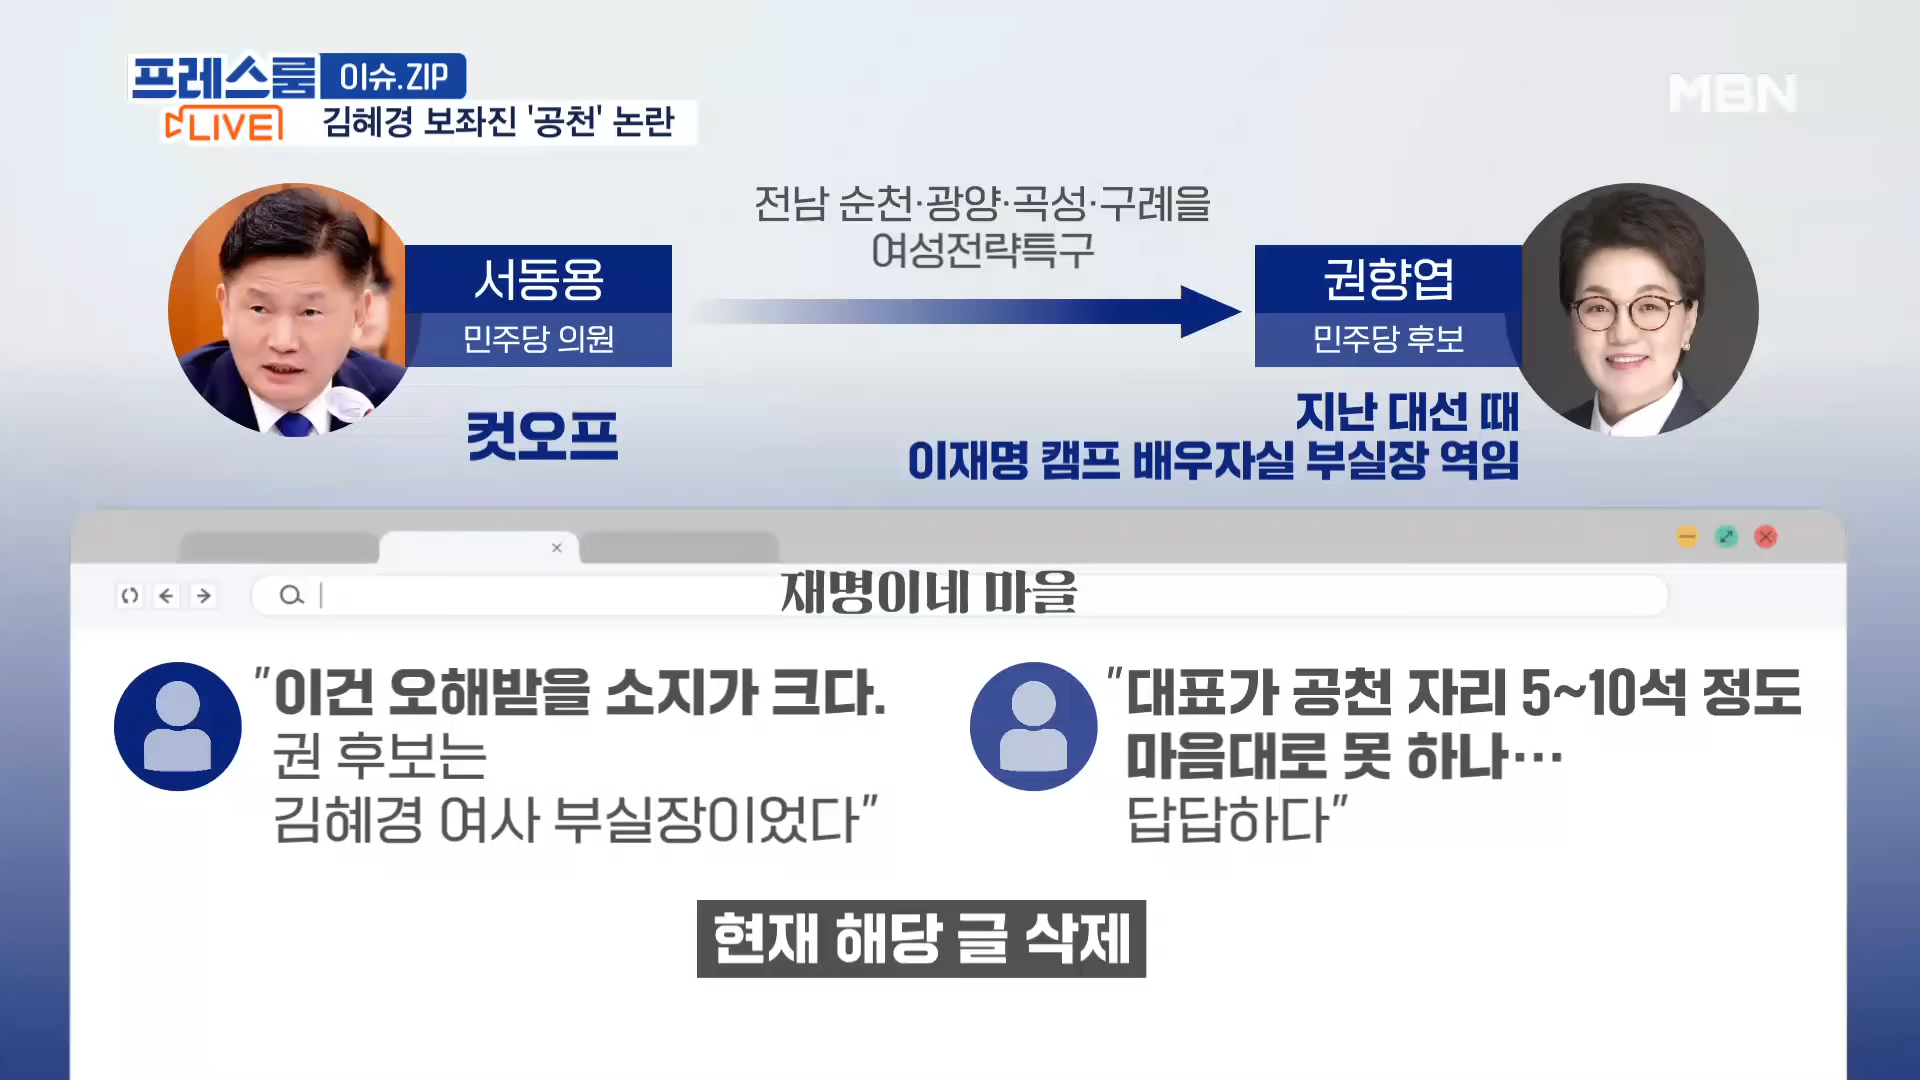 프레스룸 이슈.ZIP
LIVE
김혜경 보좌진 '공천' 논란
MBN
전남 순천·광양·곡성·구례을
여성전략특구
서동용
민주당 의원
컷오프
권향엽
민주당 후보
지난 대선 때
이재명 캠프 배우자실 부실장 역임
재명이네 마을
"이건 오해받을 소지가 크다.
권 후보는
김혜경 여사 부실장이었다"
"대표가 공천 자리 5~10석 정도
마음대로 못 하나…
답답하다"
현재 해당 글 삭제